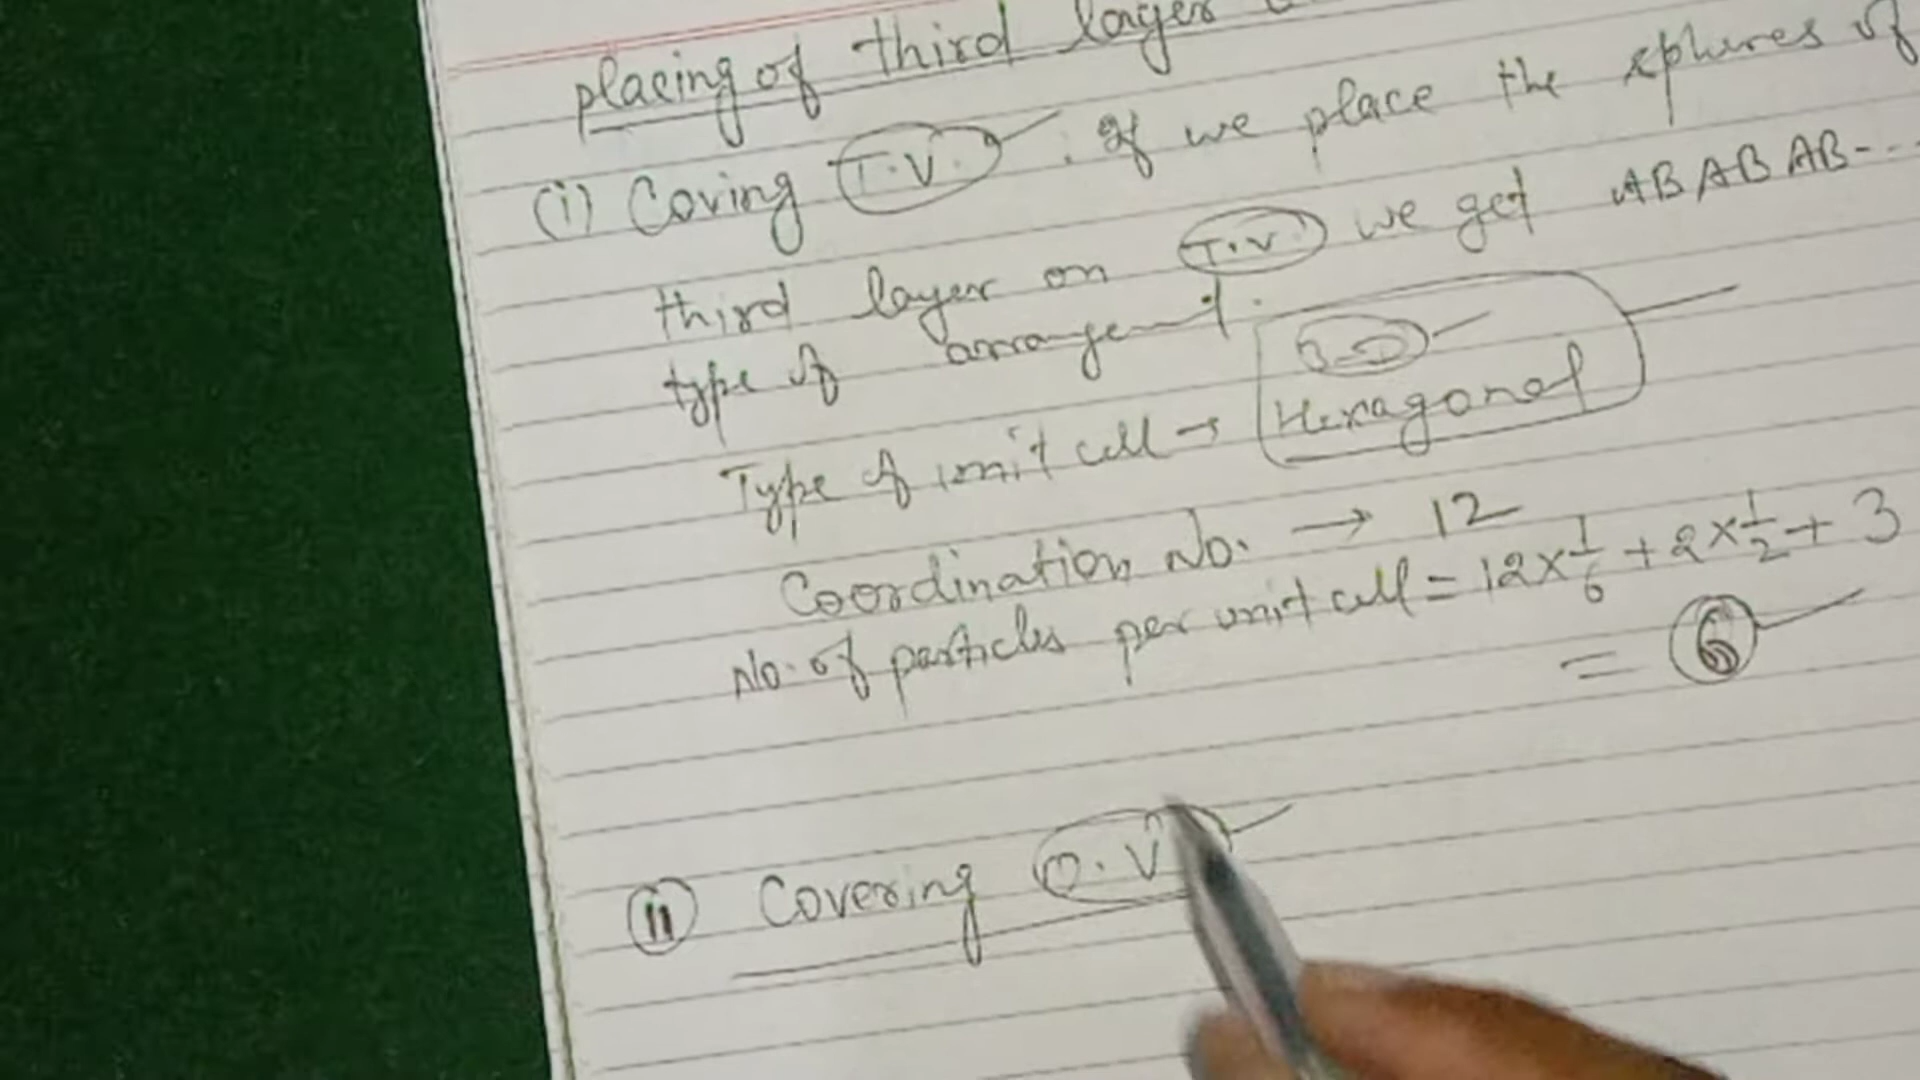 placing of third layer
(i) Coving T.V. : If we place the spheres of
third layer on T.V. we get ABABAB-..
type of arrangement.
3-D
Type of unit cell → Hexagonal
Coordination No. → 12
No. of particles per unit cell = 12×1/6 + 2×1/2 + 3
= 6
(ii) Covering O.V